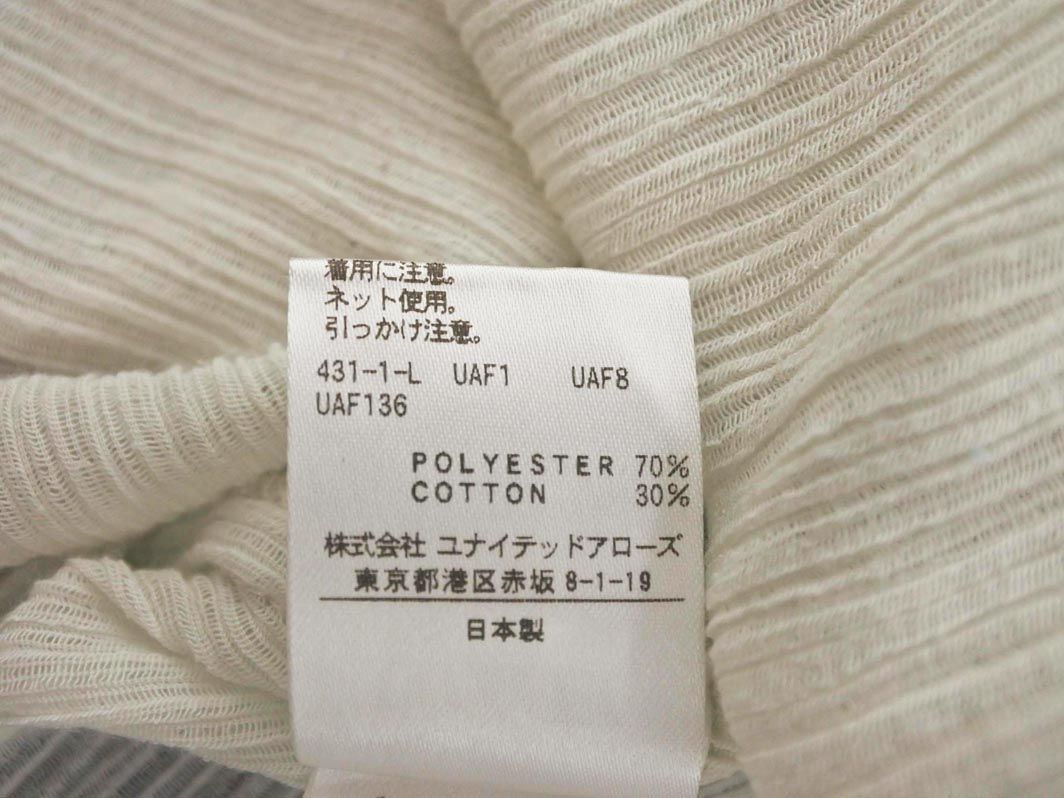 着用に注意。
ネット使用。
引っかけ注意。
431-1-L UAF1 UAF8
UAF136
POLYESTER 70%
COTTON 30%
株式会社 ユナイテッドアローズ
東京都港区赤坂 8-1-19
日本製